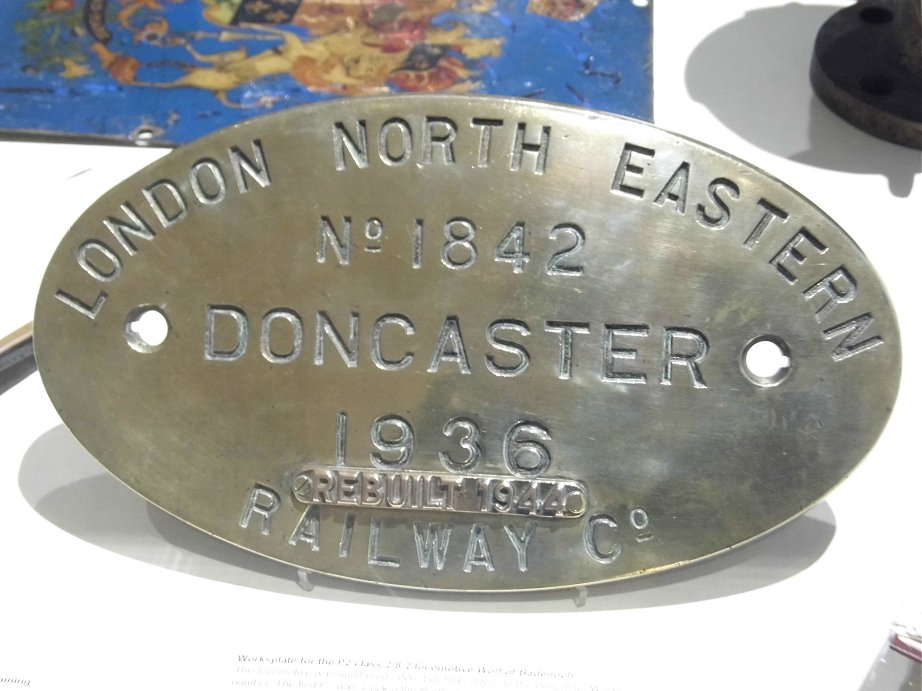 LONDON NORTH EASTERN
Nº 1842
DONCASTER
1936
REBUILT 1944
RAILWAY Cº
Worksplate for the P2 class 2-8-2 locomotive Wolf of Badenoch